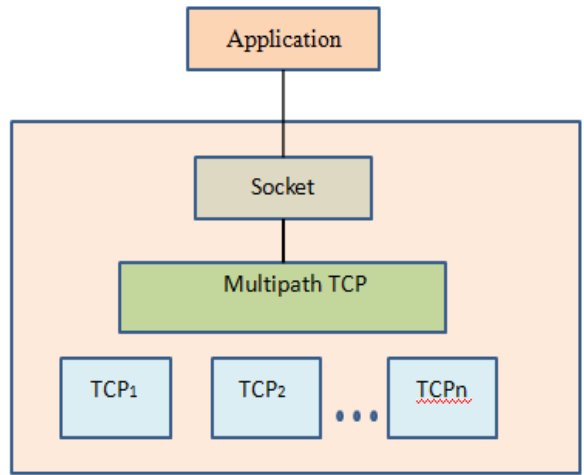 Application
Socket
Multipath TCP
TCP1
TCP2
TCPn